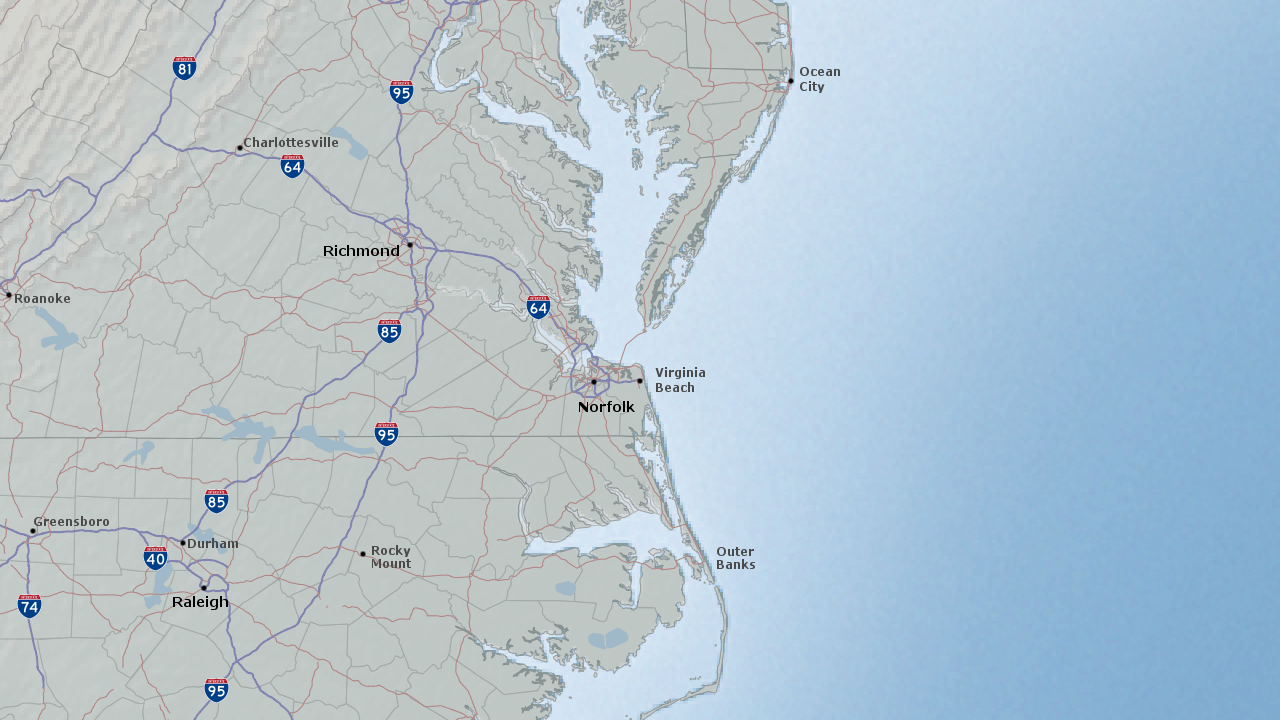 81
95
Ocean
City
Charlottesville
64
Richmond
Roanoke
64
85
Virginia
Beach
Norfolk
95
85
Greensboro
Durham
40
Rocky
Mount
Outer
Banks
Raleigh
74
95